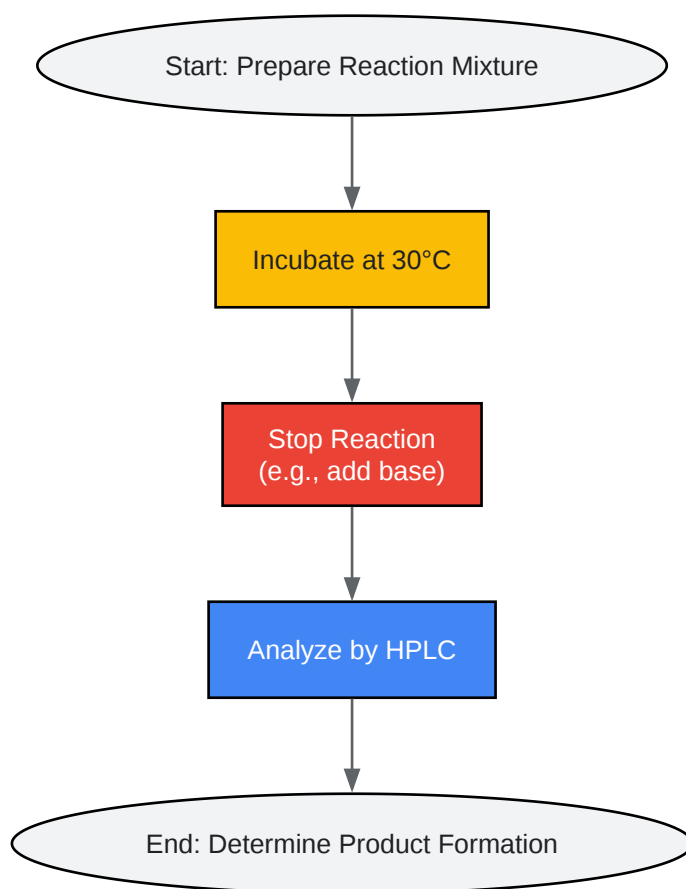 Start: Prepare Reaction Mixture
Incubate at 30°C
Stop Reaction
(e.g., add base)
Analyze by HPLC
End: Determine Product Formation